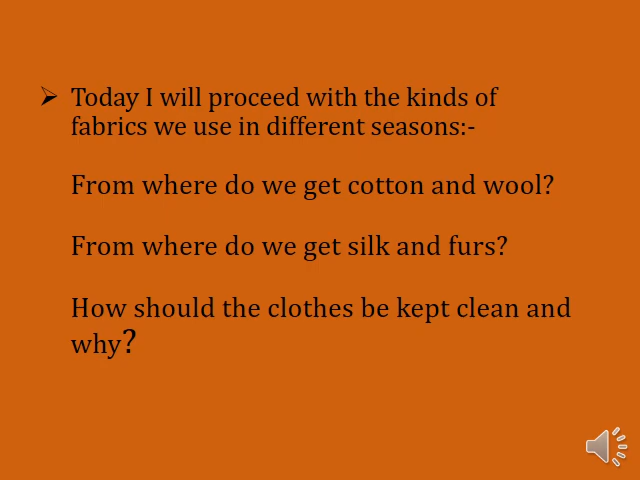 ➢ Today I will proceed with the kinds of
fabrics we use in different seasons:-
From where do we get cotton and wool?
From where do we get silk and furs?
How should the clothes be kept clean and
why?